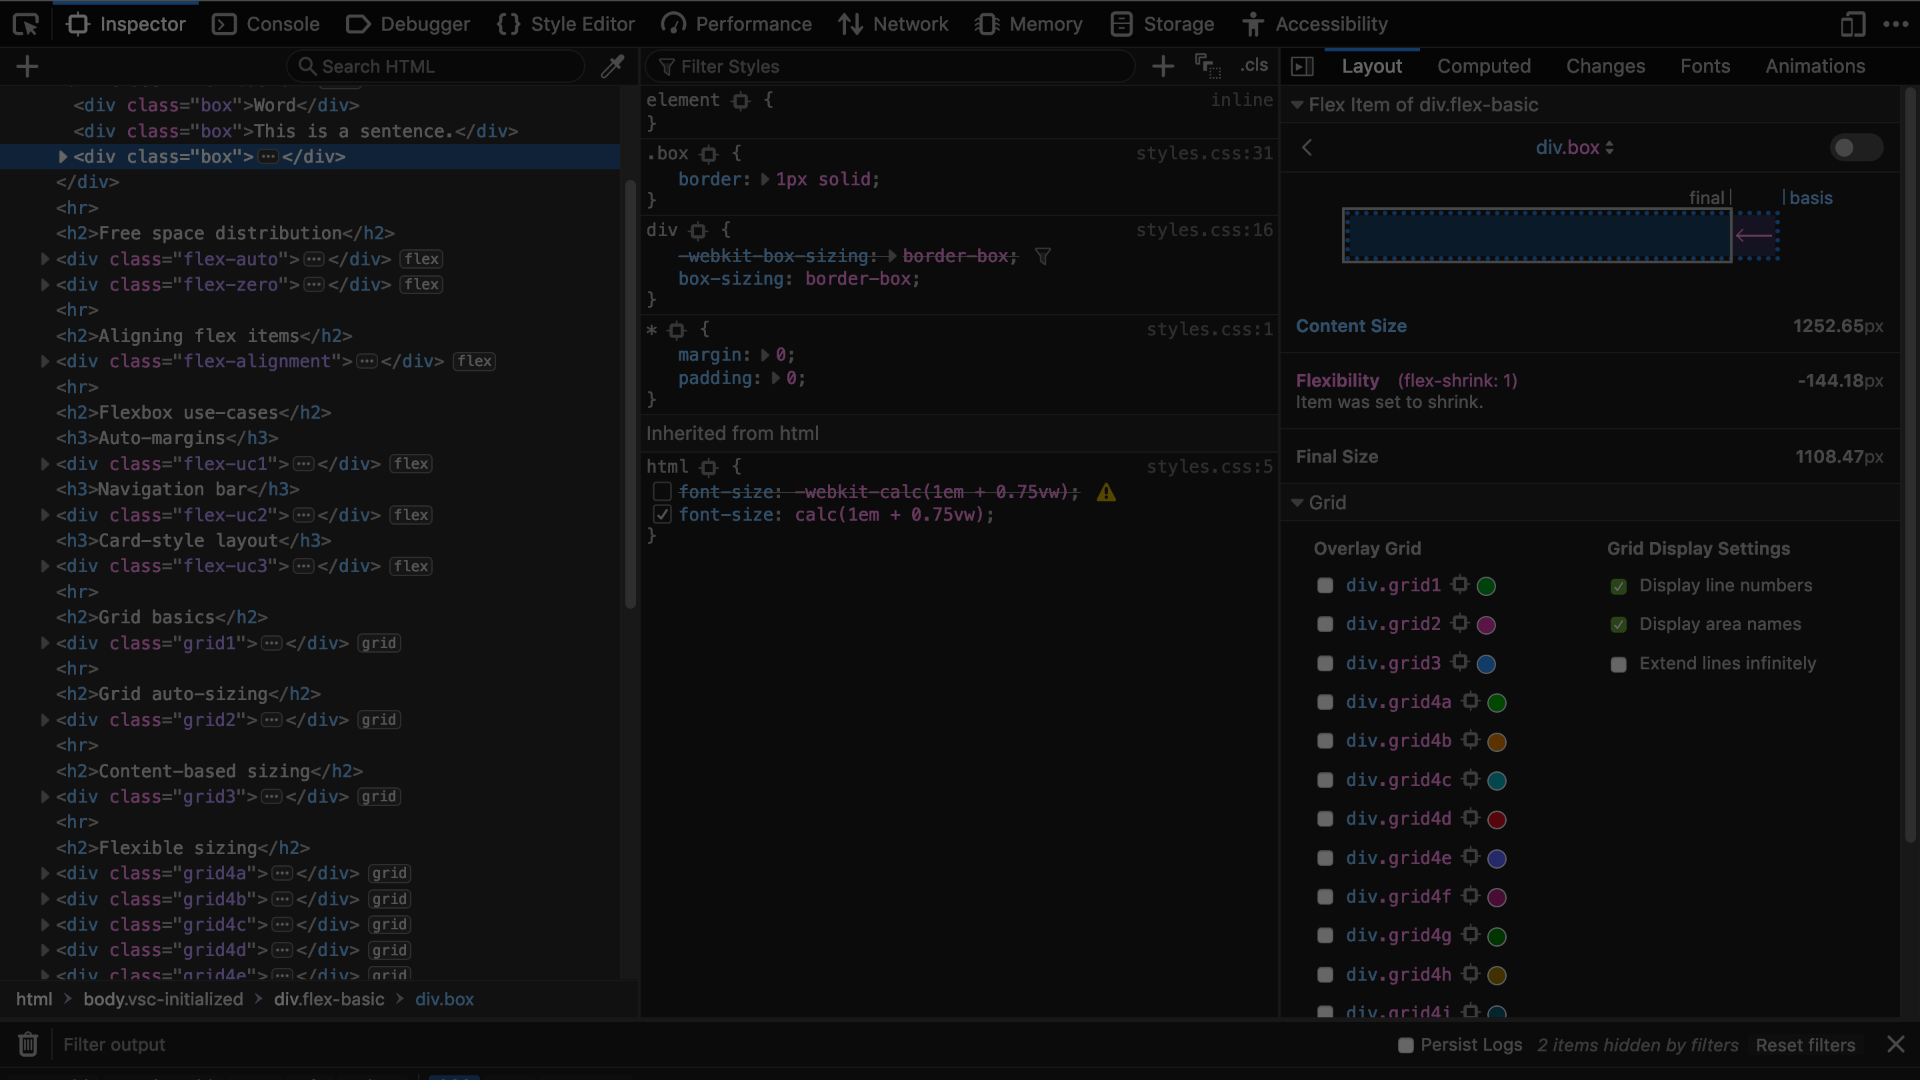 Inspector Console Debugger Style Editor Performance Network Memory Storage Accessibility
Search HTML
<div class="box">Word</div>
<div class="box">This is a sentence.</div>
<div class="box"></div>
</div>
<hr>
<h2>Free space distribution</h2>
<div class="flex-auto"></div> flex
<div class="flex-zero"></div> flex
<hr>
<h2>Aligning flex items</h2>
<div class="flex-alignment"></div> flex
<hr>
<h2>Flexbox use-cases</h2>
<h3>Auto-margins</h3>
<div class="flex-uc1"></div> flex
<h3>Navigation bar</h3>
<div class="flex-uc2"></div> flex
<h3>Card-style layout</h3>
<div class="flex-uc3"></div> flex
<hr>
<h2>Grid basics</h2>
<div class="grid1"></div> grid
<hr>
<h2>Grid auto-sizing</h2>
<div class="grid2"></div> grid
<hr>
<h2>Content-based sizing</h2>
<div class="grid3"></div> grid
<hr>
<h2>Flexible sizing</h2>
<div class="grid4a"></div> grid
<div class="grid4b"></div> grid
<div class="grid4c"></div> grid
<div class="grid4d"></div> grid
<div class="grid4e"></div> grid
html > body.vsc-initialized > div.flex-basic > div.box
Filter Styles .cls
element { inline
}
.box { styles.css:31
border: 1px solid;
}
div { styles.css:16
-webkit-box-sizing: border-box;
box-sizing: border-box;
}
* { styles.css:1
margin: 0;
padding: 0;
}
Inherited from html
html { styles.css:5
font-size: -webkit-calc(1em + 0.75vw);
font-size: calc(1em + 0.75vw);
}
Layout Computed Changes Fonts Animations
Flex Item of div.flex-basic
div.box
final basis
Content Size 1252.65px
Flexibility (flex-shrink: 1) -144.18px
Item was set to shrink.
Final Size 1108.47px
Grid
Overlay Grid
div.grid1
div.grid2
div.grid3
div.grid4a
div.grid4b
div.grid4c
div.grid4d
div.grid4e
div.grid4f
div.grid4g
div.grid4h
div.grid4i
Grid Display Settings
Display line numbers
Display area names
Extend lines infinitely
Filter output Persist Logs 2 items hidden by filters Reset filters